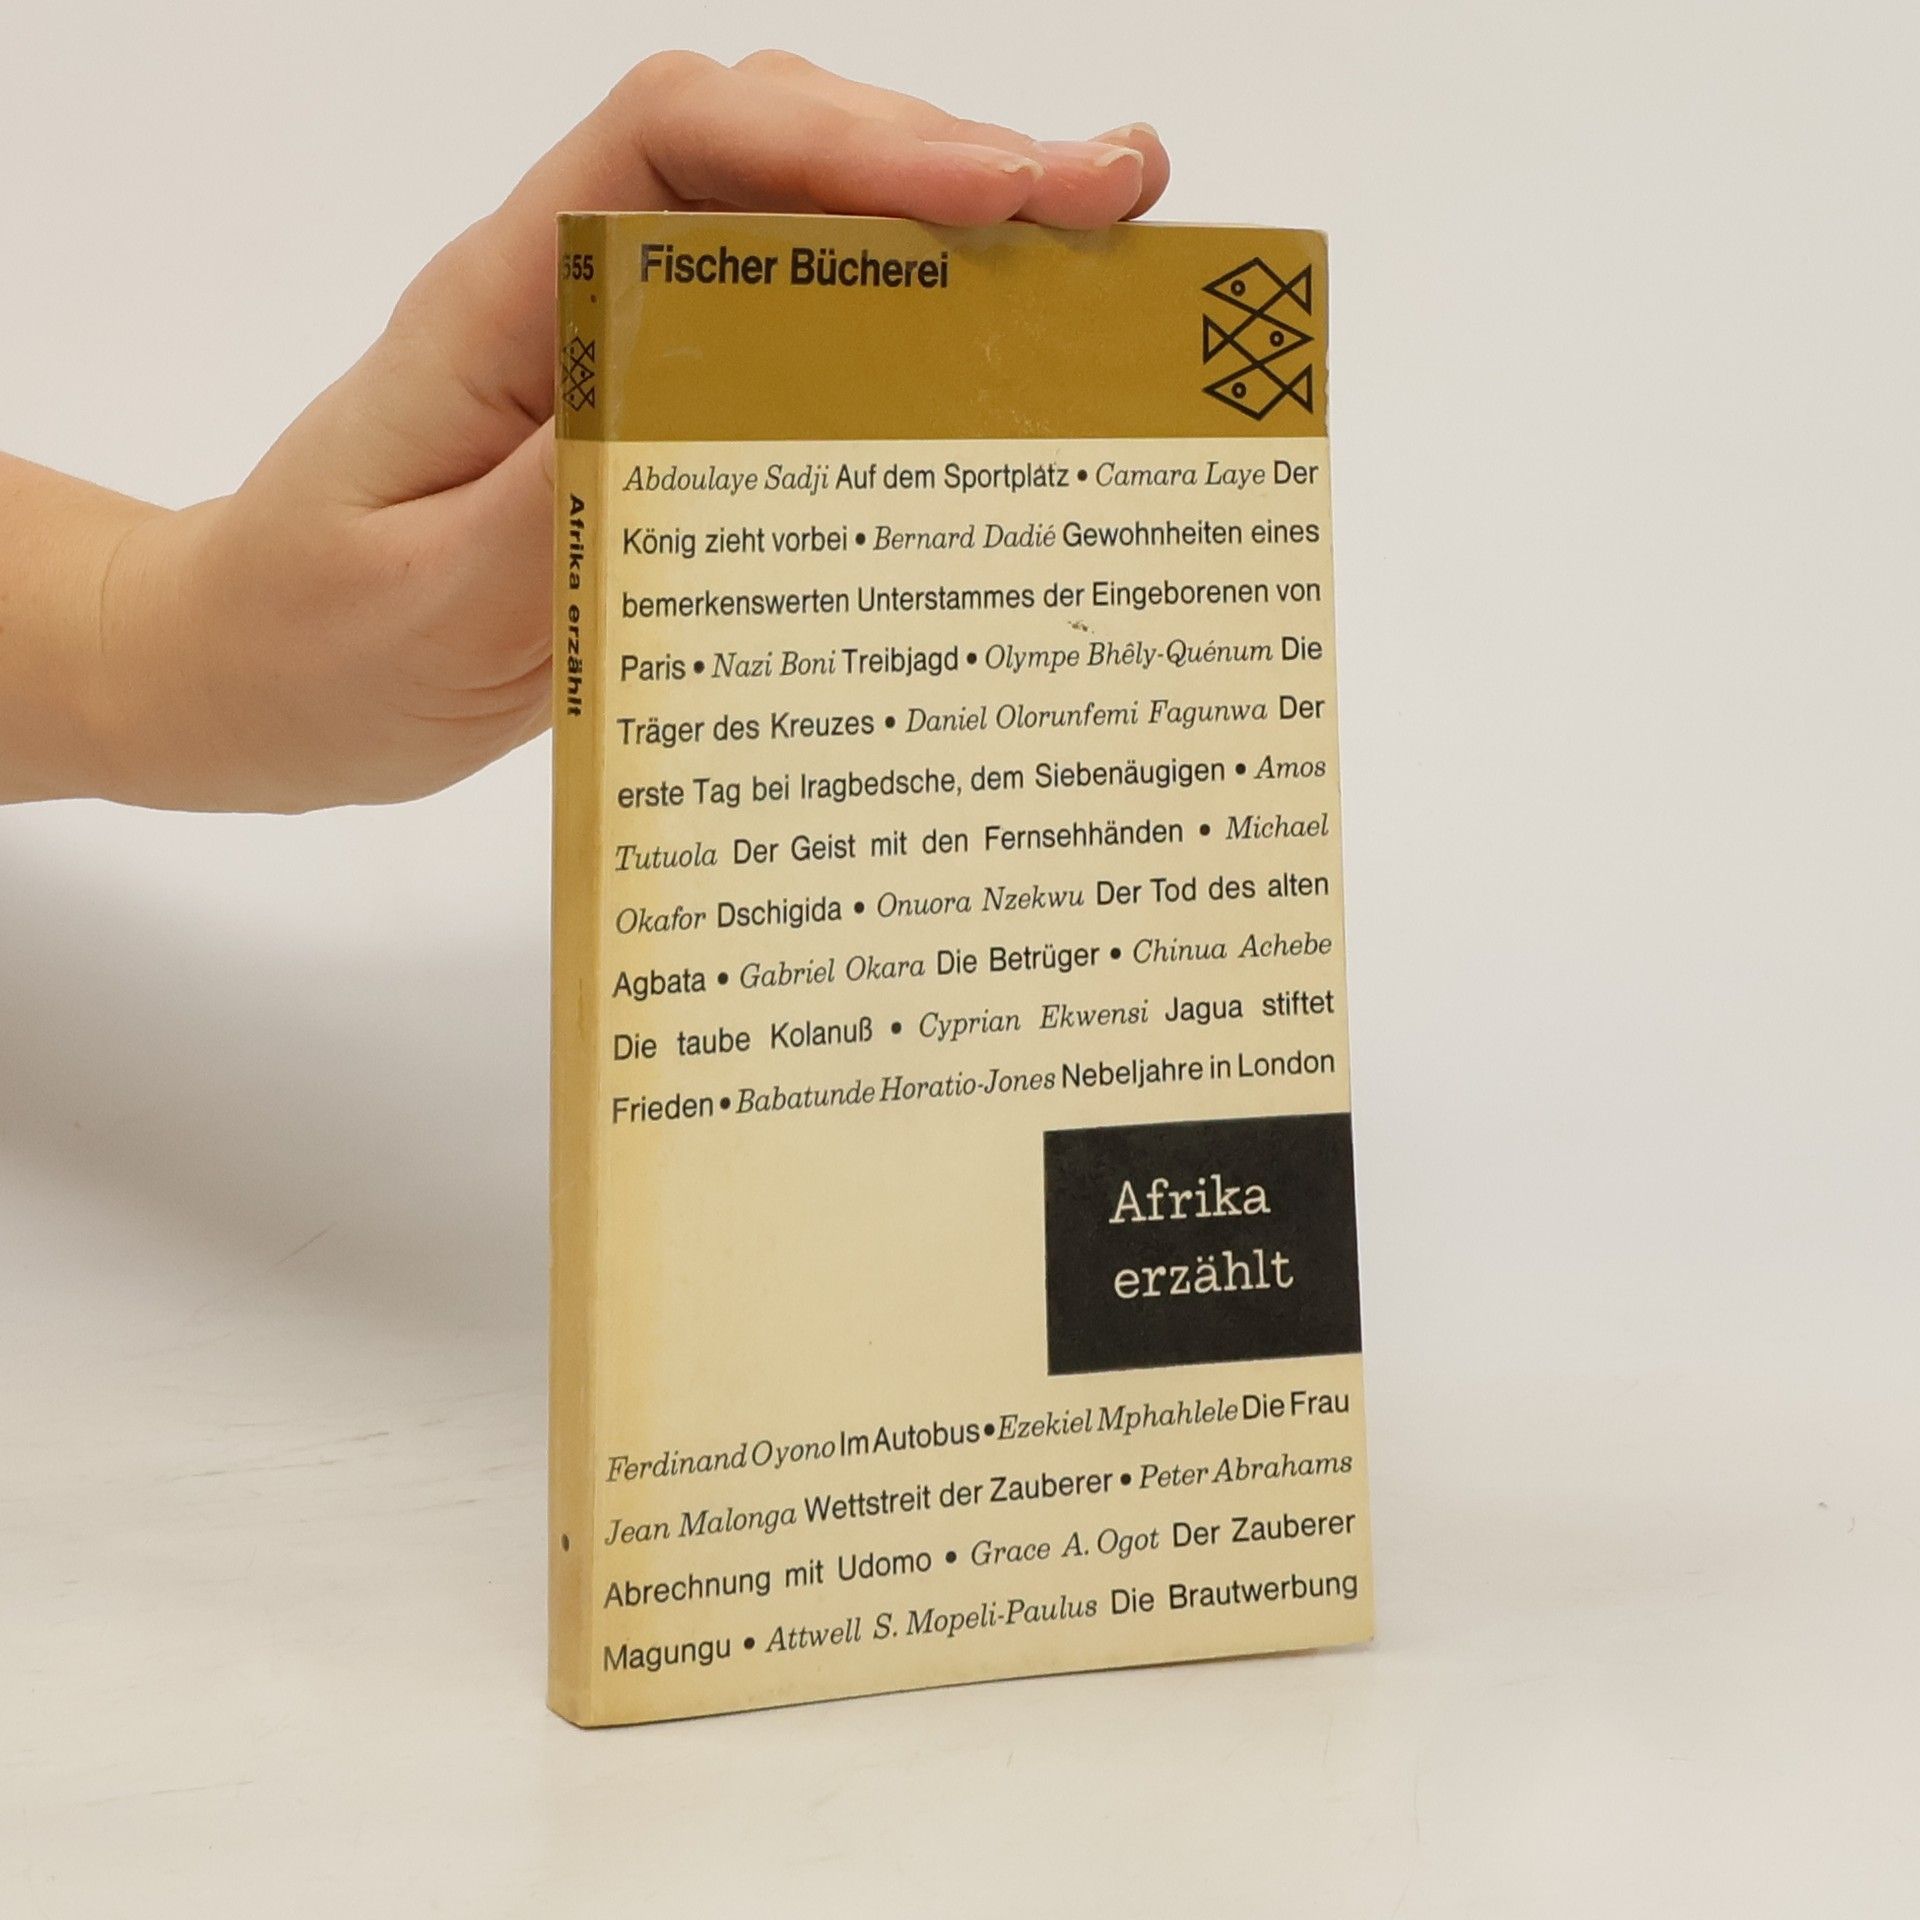 555
Afrika erzählt
Fischer Bücherei
Abdoulaye Sadji Auf dem Sportplatz • Camara Laye Der
König zieht vorbei • Bernard Dadié Gewohnheiten eines
bemerkenswerten Unterstammes der Eingeborenen von
Paris • Nazi Boni Treibjagd • Olympe Bhêly-Quénum Die
Träger des Kreuzes • Daniel Olorunfemi Fagunwa Der
erste Tag bei Iragbedsche, dem Siebenäugigen • Amos
Tutuola Der Geist mit den Fernsehhänden • Michael
Okafor Dschigida • Onuora Nzekwu Der Tod des alten
Agbata • Gabriel Okara Die Betrüger • Chinua Achebe
Die taube Kolanuß • Cyprian Ekwensi Jagua stiftet
Frieden • Babatunde Horatio-Jones Nebeljahre in London
Afrika
erzählt
Ferdinand Oyono Im Autobus • Ezekiel Mphahlele Die Frau
Jean Malonga Wettstreit der Zauberer • Peter Abrahams
Abrechnung mit Udomo • Grace A. Ogot Der Zauberer
Magungu • Attwell S. Mopeli-Paulus Die Brautwerbung